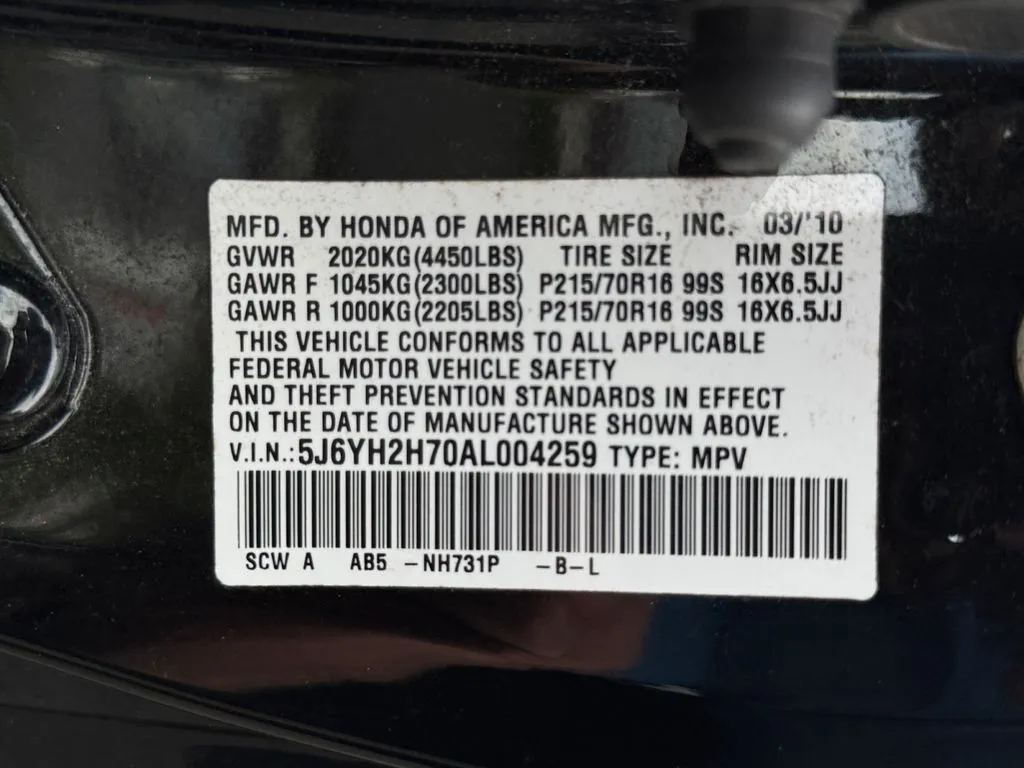 MFD. BY HONDA OF AMERICA MFG., INC. 03/'10
GVWR 2020KG(4450LBS) TIRE SIZE RIM SIZE
GAWR F 1045KG(2300LBS) P215/70R16 99S 16X6.5JJ
GAWR R 1000KG(2205LBS) P215/70R16 99S 16X6.5JJ
THIS VEHICLE CONFORMS TO ALL APPLICABLE
FEDERAL MOTOR VEHICLE SAFETY
AND THEFT PREVENTION STANDARDS IN EFFECT
ON THE DATE OF MANUFACTURE SHOWN ABOVE.
V.I.N.:5J6YH2H70AL004259 TYPE: MPV
SCW A AB5 -NH731P -B-L